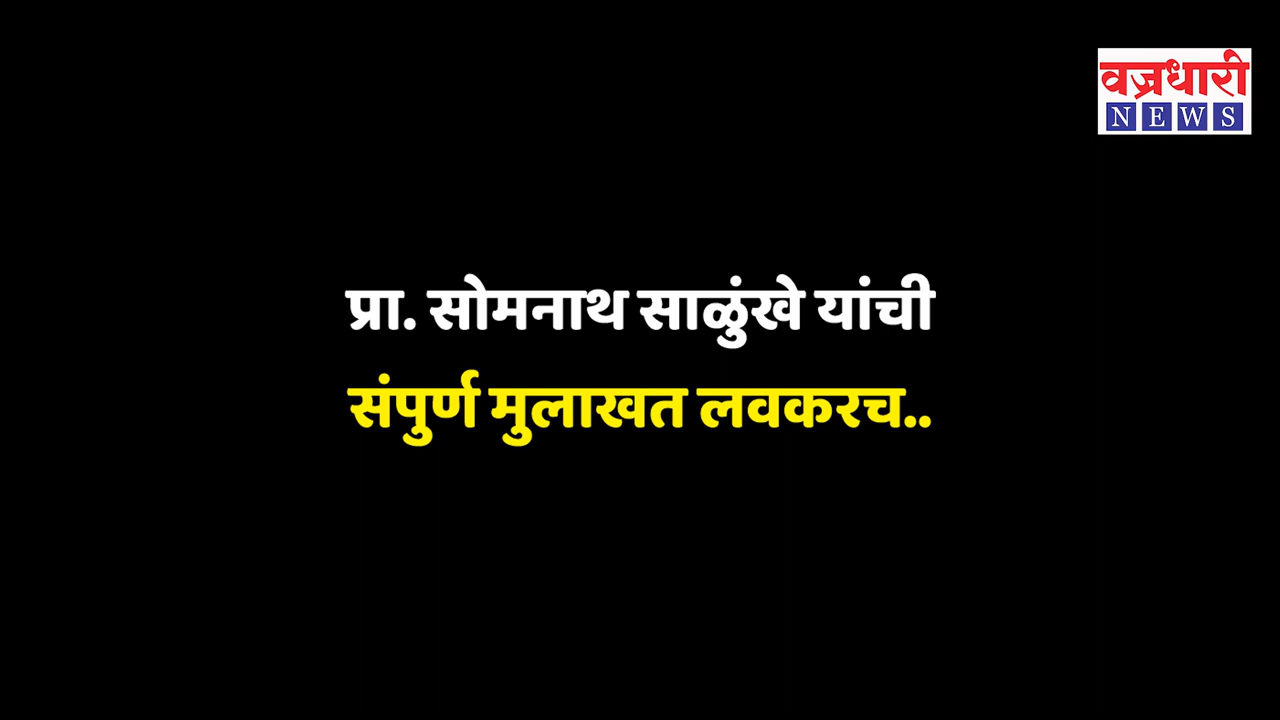 वज्रधारी
NEWS
प्रा. सोमनाथ साळुंखे यांची
संपुर्ण मुलाखत लवकरच..